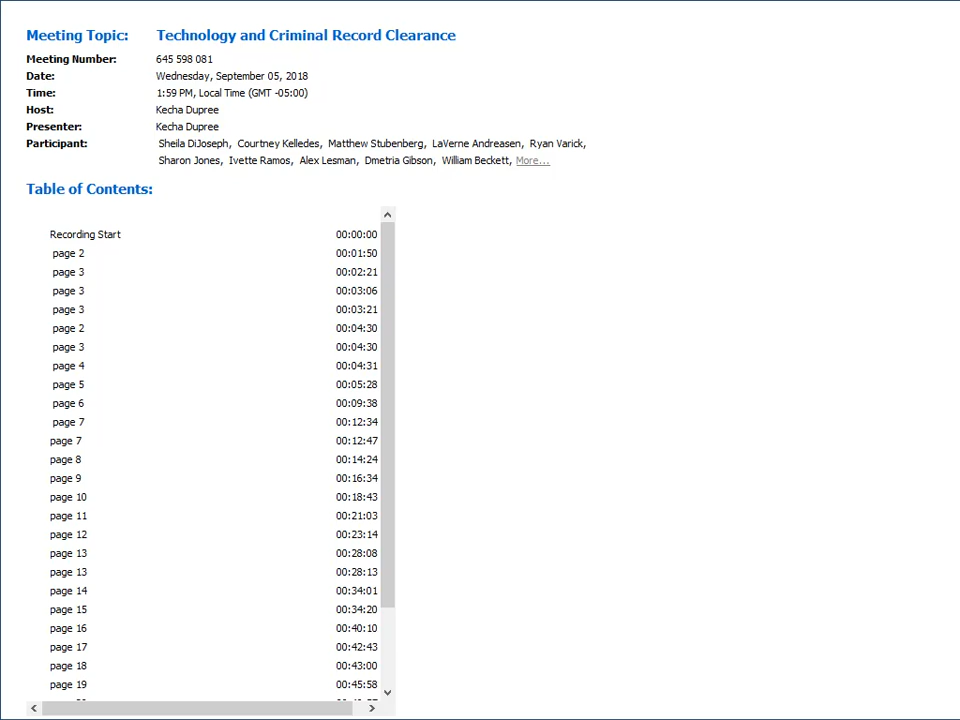 Meeting Topic: Technology and Criminal Record Clearance
Meeting Number: 645 598 081
Date: Wednesday, September 05, 2018
Time: 1:59 PM, Local Time (GMT -05:00)
Host: Kecha Dupree
Presenter: Kecha Dupree
Participant: Sheila DiJoseph, Courtney Kelledes, Matthew Stubenberg, LaVerne Andreasen, Ryan Varick,
Sharon Jones, Ivette Ramos, Alex Lesman, Dmetria Gibson, William Beckett, More...
Table of Contents:
Recording Start 00:00:00
page 2 00:01:50
page 3 00:02:21
page 3 00:03:06
page 3 00:03:21
page 2 00:04:30
page 3 00:04:30
page 4 00:04:31
page 5 00:05:28
page 6 00:09:38
page 7 00:12:34
page 7 00:12:47
page 8 00:14:24
page 9 00:16:34
page 10 00:18:43
page 11 00:21:03
page 12 00:23:14
page 13 00:28:08
page 13 00:28:13
page 14 00:34:01
page 15 00:34:20
page 16 00:40:10
page 17 00:42:43
page 18 00:43:00
page 19 00:45:58